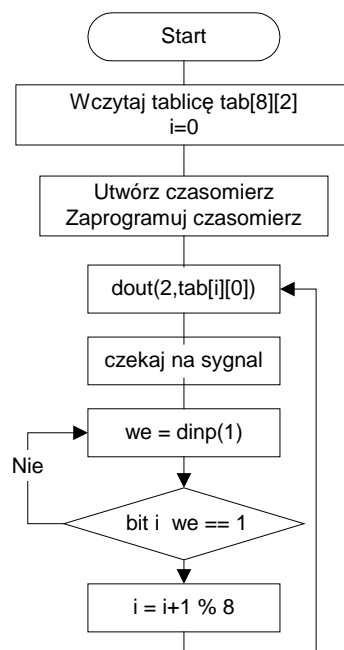 Start
Wczytaj tablicę tab[8][2]
i=0
Utwórz czasomierz
Zaprogramuj czasomierz
dout(2,tab[i][0])
czekaj na sygnal
we = dinp(1)
Nie
bit i we == 1
i = i+1 % 8